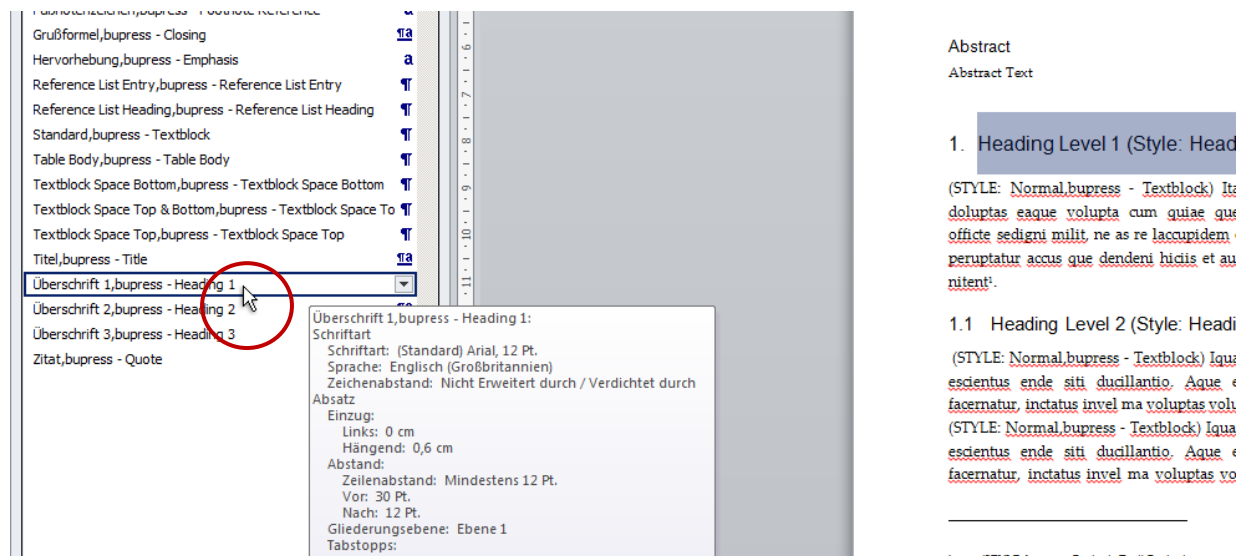 Grußformel,bupress - Closing
Hervorhebung,bupress - Emphasis
Reference List Entry,bupress - Reference List Entry
Reference List Heading,bupress - Reference List Heading
Standard,bupress - Textblock
Table Body,bupress - Table Body
Textblock Space Bottom,bupress - Textblock Space Bottom
Textblock Space Top & Bottom,bupress - Textblock Space To
Textblock Space Top,bupress - Textblock Space Top
Titel,bupress - Title
Überschrift 1,bupress - Heading 1
Überschrift 2,bupress - Heading 2
Überschrift 3,bupress - Heading 3
Zitat,bupress - Quote
Überschrift 1,bupress - Heading 1:
Schriftart
Schriftart: (Standard) Arial, 12 Pt.
Sprache: Englisch (Großbritannien)
Zeichenabstand: Nicht Erweitert durch / Verdichtet durch
Absatz
Einzug:
Links: 0 cm
Hängend: 0,6 cm
Abstand:
Zeilenabstand: Mindestens 12 Pt.
Vor: 30 Pt.
Nach: 12 Pt.
Gliederungsebene: Ebene 1
Tabstopps:
6
7
8
9
10
11
Abstract
Abstract Text
1. Heading Level 1 (Style: Head
(STYLE: Normal,bupress - Textblock) Ita
doluptas eaque volupta cum quiae que
officte sedigni milit, ne as re laccupidem
peruptatur accus que dendeni hiciis et au
nitent¹.
1.1 Heading Level 2 (Style: Headi
(STYLE: Normal,bupress - Textblock) Iqua
escientus ende siti ducillantio. Aque e
facernatur, inctatus invel ma voluptas volu
(STYLE: Normal,bupress - Textblock) Iqua
escientus ende siti ducillantio. Aque e
facernatur, inctatus invel ma voluptas vo